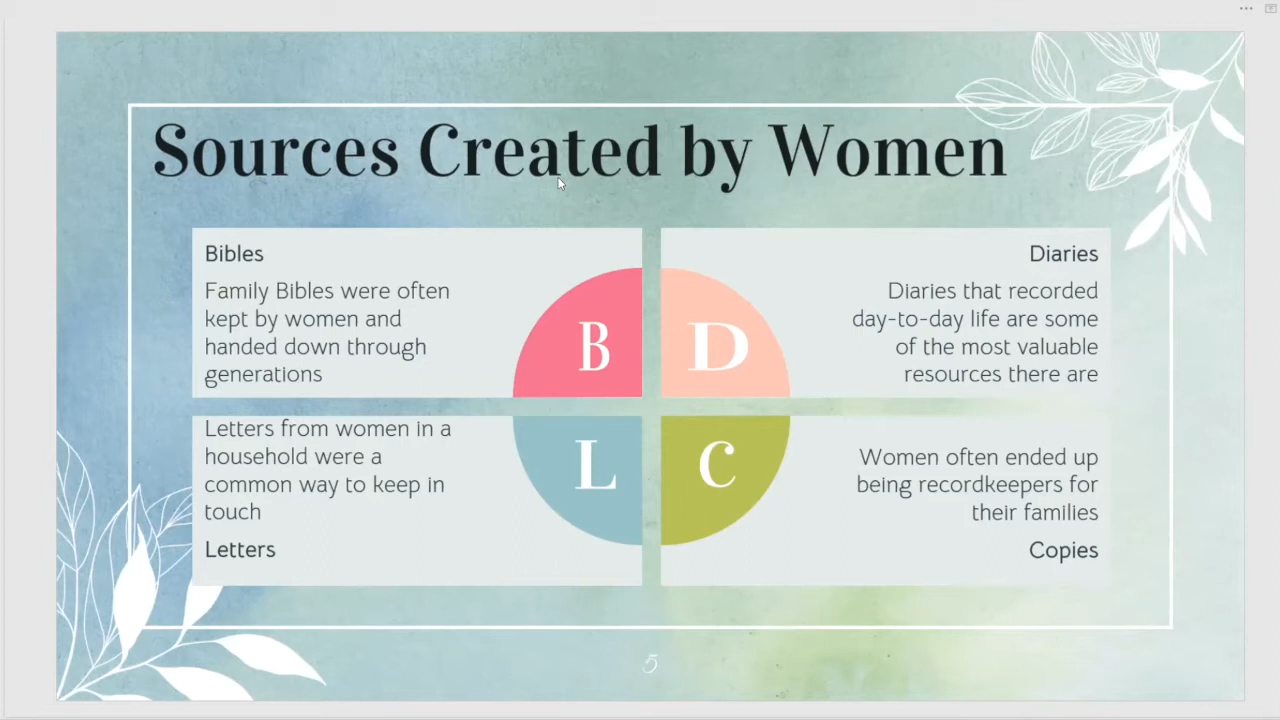 Sources Created by Women
Bibles
Family Bibles were often
kept by women and
handed down through
generations
B
Diaries
Diaries that recorded
day-to-day life are some
of the most valuable
resources there are
D
Letters from women in a
household were a
common way to keep in
touch
Letters
L
Women often ended up
being recordkeepers for
their families
Copies
C
5